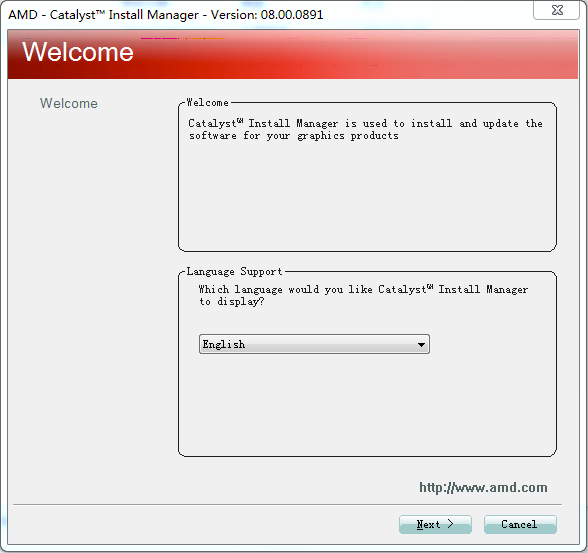 AMD - Catalyst™ Install Manager - Version: 08.00.0891
Welcome
Welcome
Welcome
Catalyst™ Install Manager is used to install and update the
software for your graphics products
Language Support
Which language would you like Catalyst™ Install Manager
to display?
English
http://www.amd.com
Next >
Cancel